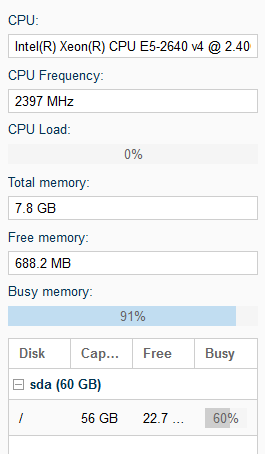 CPU:
Intel(R) Xeon(R) CPU E5-2640 v4 @ 2.40
CPU Frequency:
2397 MHz
CPU Load:
0%
Total memory:
7.8 GB
Free memory:
688.2 MB
Busy memory:
91%
Disk Cap... Free Busy
sda (60 GB)
/ 56 GB 22.7 ... 60%